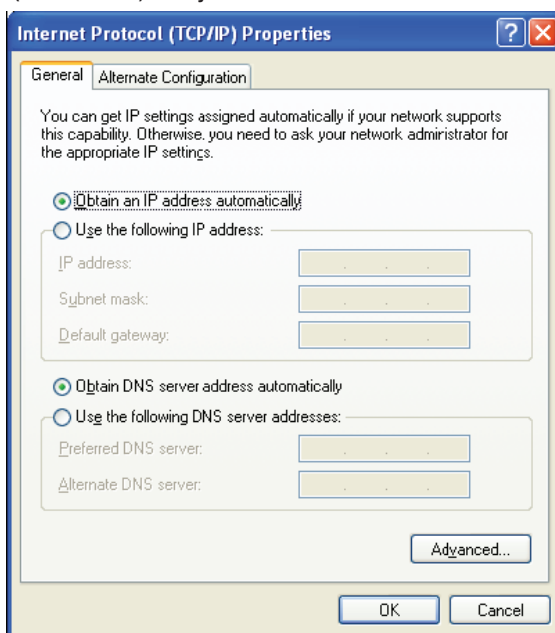 Internet Protocol (TCP/IP) Properties
General
Alternate Configuration
You can get IP settings assigned automatically if your network supports
this capability. Otherwise, you need to ask your network administrator for
the appropriate IP settings.
Obtain an IP address automatically
Use the following IP address:
IP address:
Subnet mask:
Default gateway:
Obtain DNS server address automatically
Use the following DNS server addresses:
Preferred DNS server:
Alternate DNS server:
Advanced...
OK
Cancel